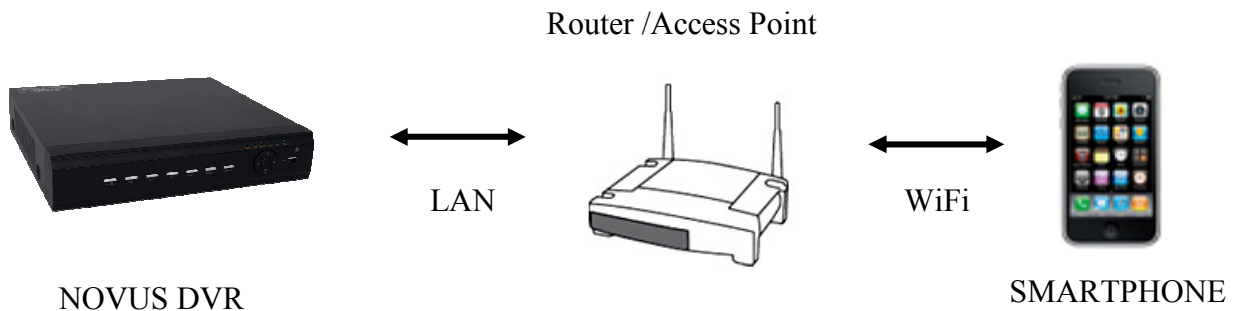 Router /Access Point
LAN
WiFi
NOVUS DVR
SMARTPHONE